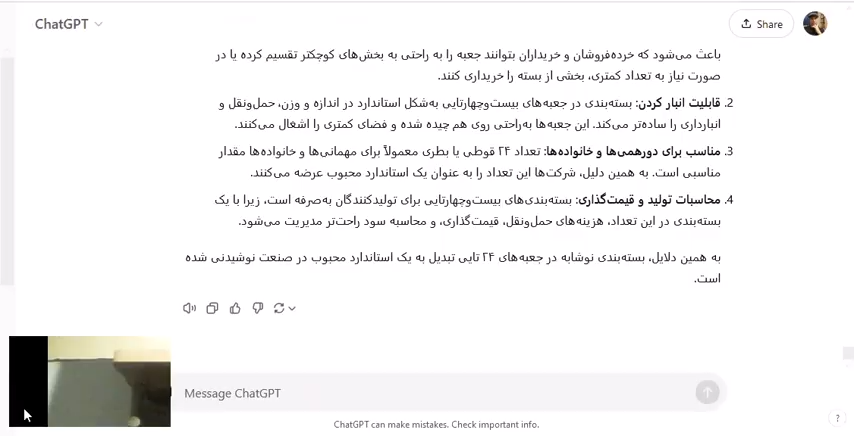 ChatGPT
Share
باعث می‌شود که خرده‌فروشان و خریداران بتوانند جعبه را به راحتی به بخش‌های کوچکتر تقسیم کرده یا در
صورت نیاز به تعداد کمتری، بخشی از بسته را خریداری کنند.
2. قابلیت انبار کردن: بسته‌بندی در جعبه‌های بیست‌وچهارتایی به‌شکل استاندارد در اندازه و وزن، حمل‌ونقل و
انبارداری را ساده‌تر می‌کند. این جعبه‌ها به‌راحتی روی هم چیده شده و فضای کمتری را اشغال می‌کنند.
3. مناسب برای دورهمی‌ها و خانواده‌ها: تعداد ۲۴ قوطی یا بطری معمولاً برای مهمانی‌ها و خانواده‌ها مقدار
مناسبی است. به همین دلیل، شرکت‌ها این تعداد را به عنوان یک استاندارد محبوب عرضه می‌کنند.
4. محاسبات تولید و قیمت‌گذاری: بسته‌بندی‌های بیست‌وچهارتایی برای تولیدکنندگان به‌صرفه است، زیرا با یک
بسته‌بندی در این تعداد، هزینه‌های حمل‌ونقل، قیمت‌گذاری، و محاسبه سود راحت‌تر مدیریت می‌شود.
به همین دلایل، بسته‌بندی نوشابه در جعبه‌های ۲۴ تایی تبدیل به یک استاندارد محبوب در صنعت نوشیدنی شده
است.
Message ChatGPT
ChatGPT can make mistakes. Check important info.
?